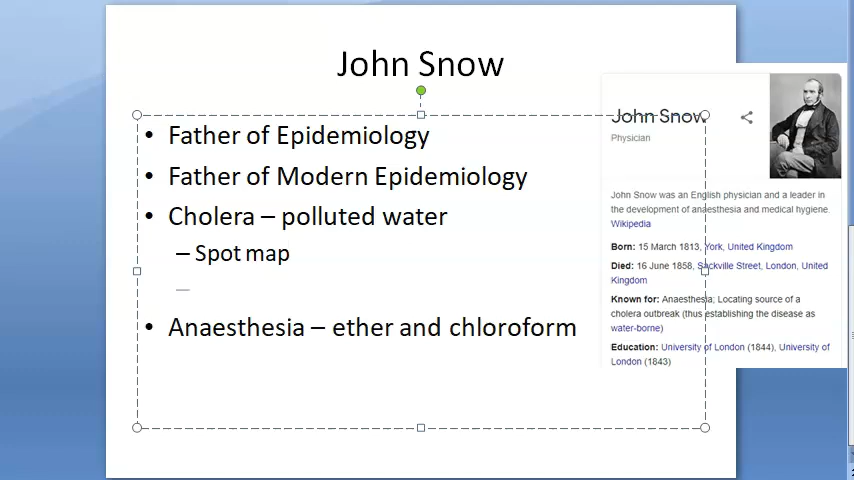 John Snow
• Father of Epidemiology
• Father of Modern Epidemiology
• Cholera – polluted water
– Spot map
–
• Anaesthesia – ether and chloroform
John Snow
Physician
John Snow was an English physician and a leader in
the development of anaesthesia and medical hygiene.
Wikipedia
Born: 15 March 1813, York, United Kingdom
Died: 16 June 1858, Sackville Street, London, United
Kingdom
Known for: Anaesthesia; Locating source of a
cholera outbreak (thus establishing the disease as
water-borne)
Education: University of London (1844), University of
London (1843)